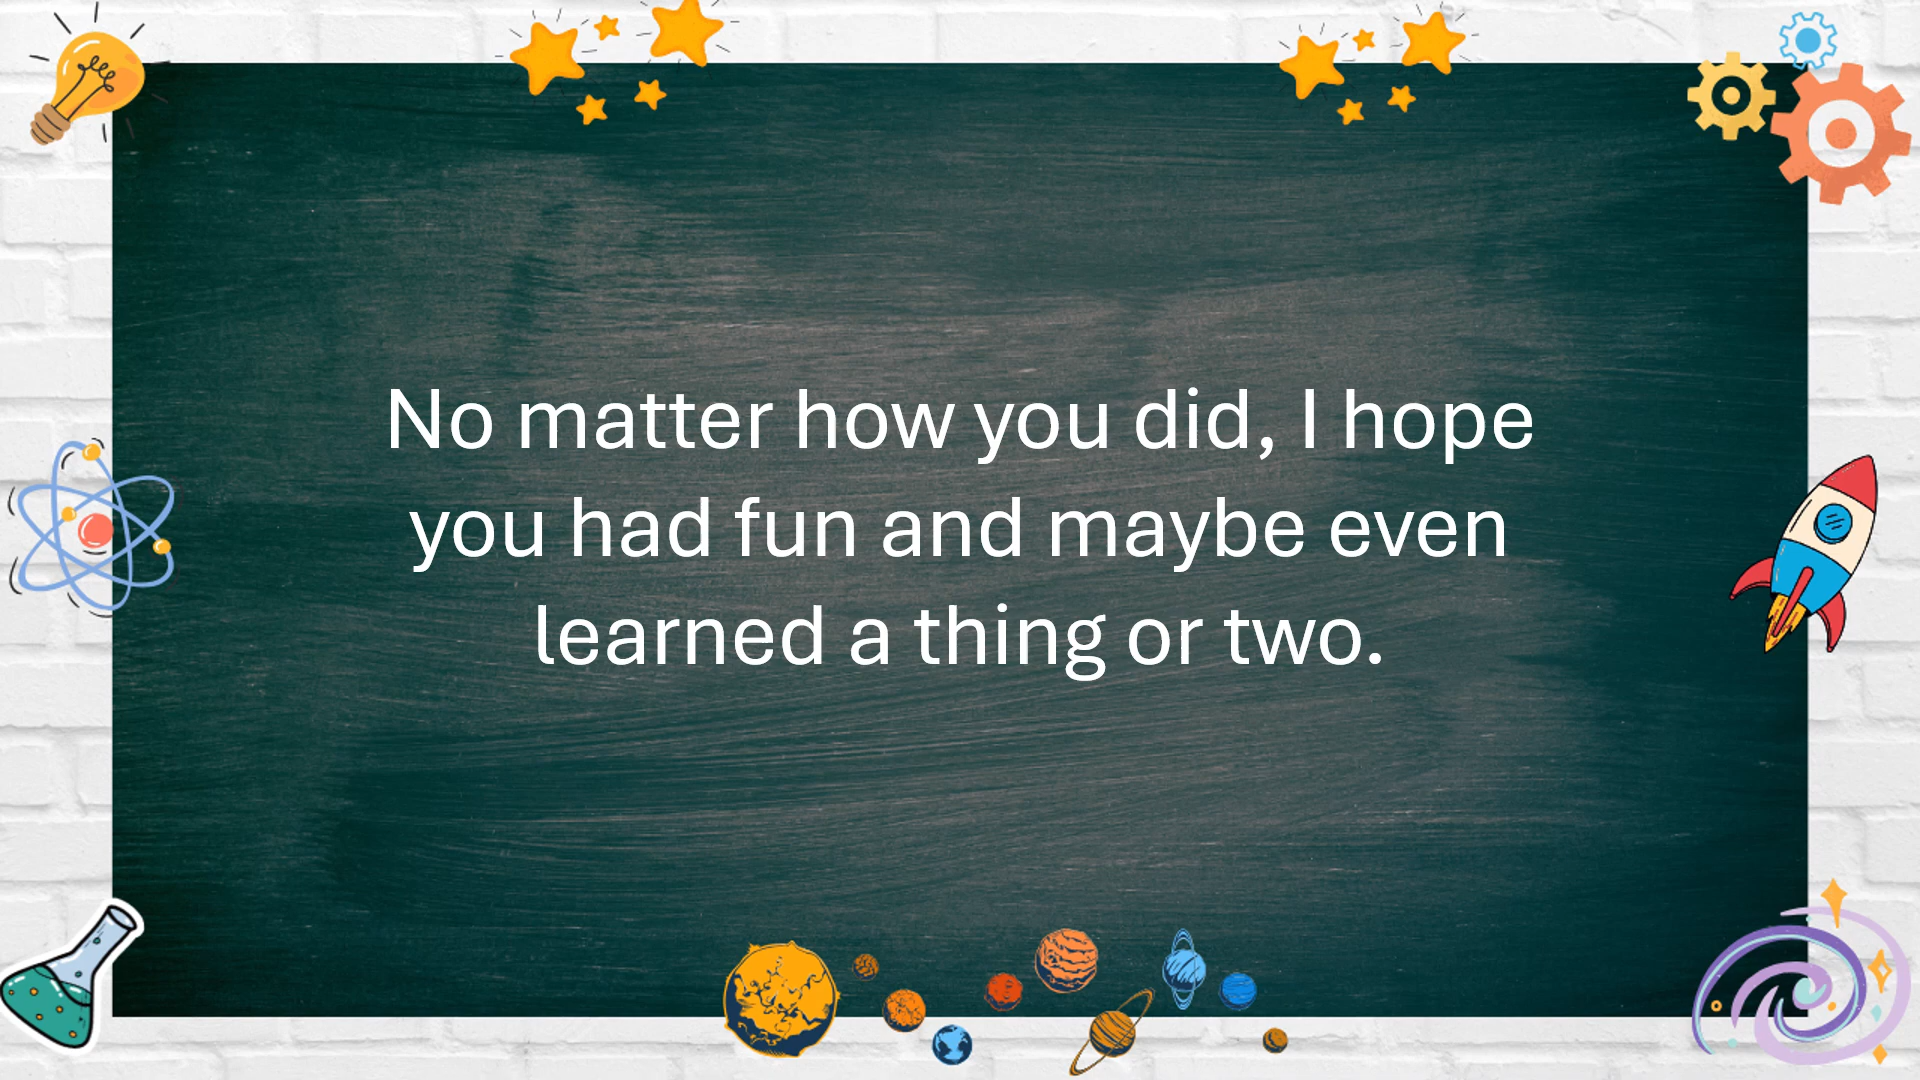 No matter how you did, I hope
you had fun and maybe even
learned a thing or two.